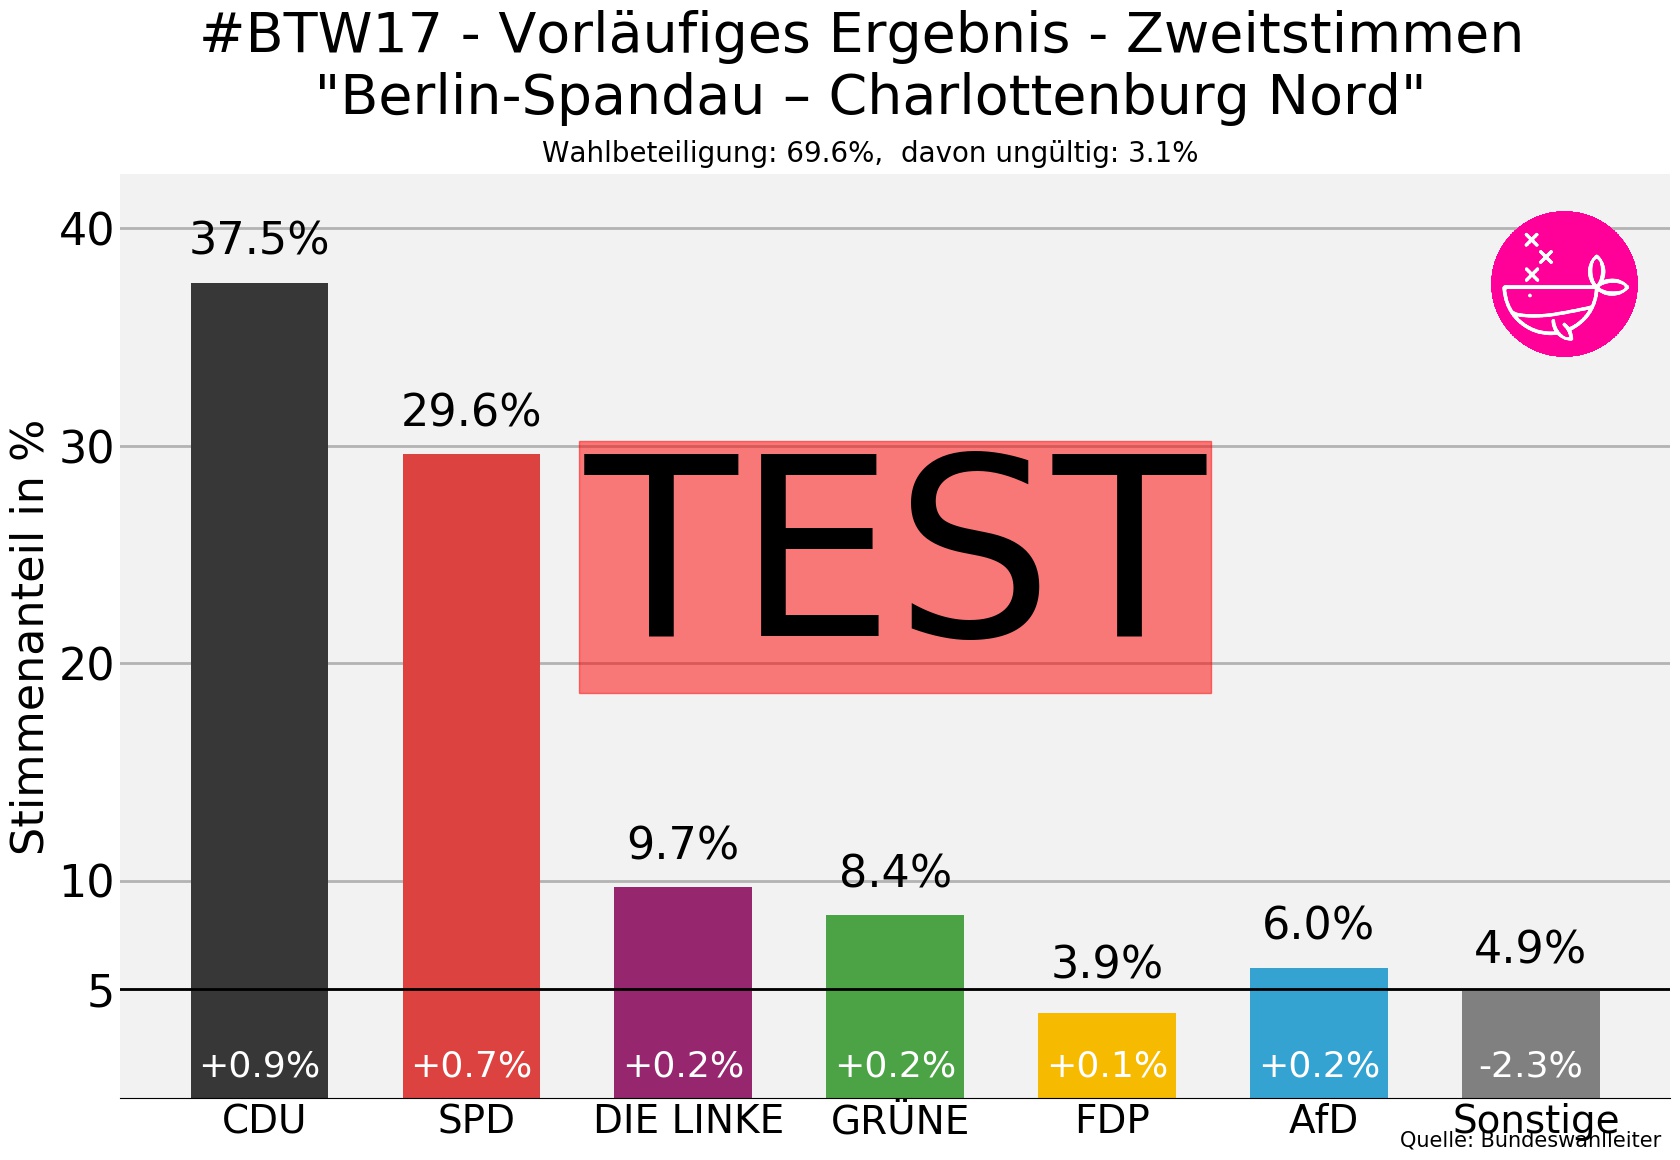 #BTW17 - Vorläufiges Ergebnis - Zweitstimmen
"Berlin-Spandau – Charlottenburg Nord"
Wahlbeteiligung: 69.6%,  davon ungültig: 3.1%
Stimmenanteil in %
40
30
20
10
5
37.5%
29.6%
9.7%
8.4%
3.9%
6.0%
4.9%
TEST
+0.9%
+0.7%
+0.2%
+0.2%
+0.1%
+0.2%
-2.3%
CDU
SPD
DIE LINKE
GRÜNE
FDP
AfD
Sonstige
Quelle: Bundeswahlleiter